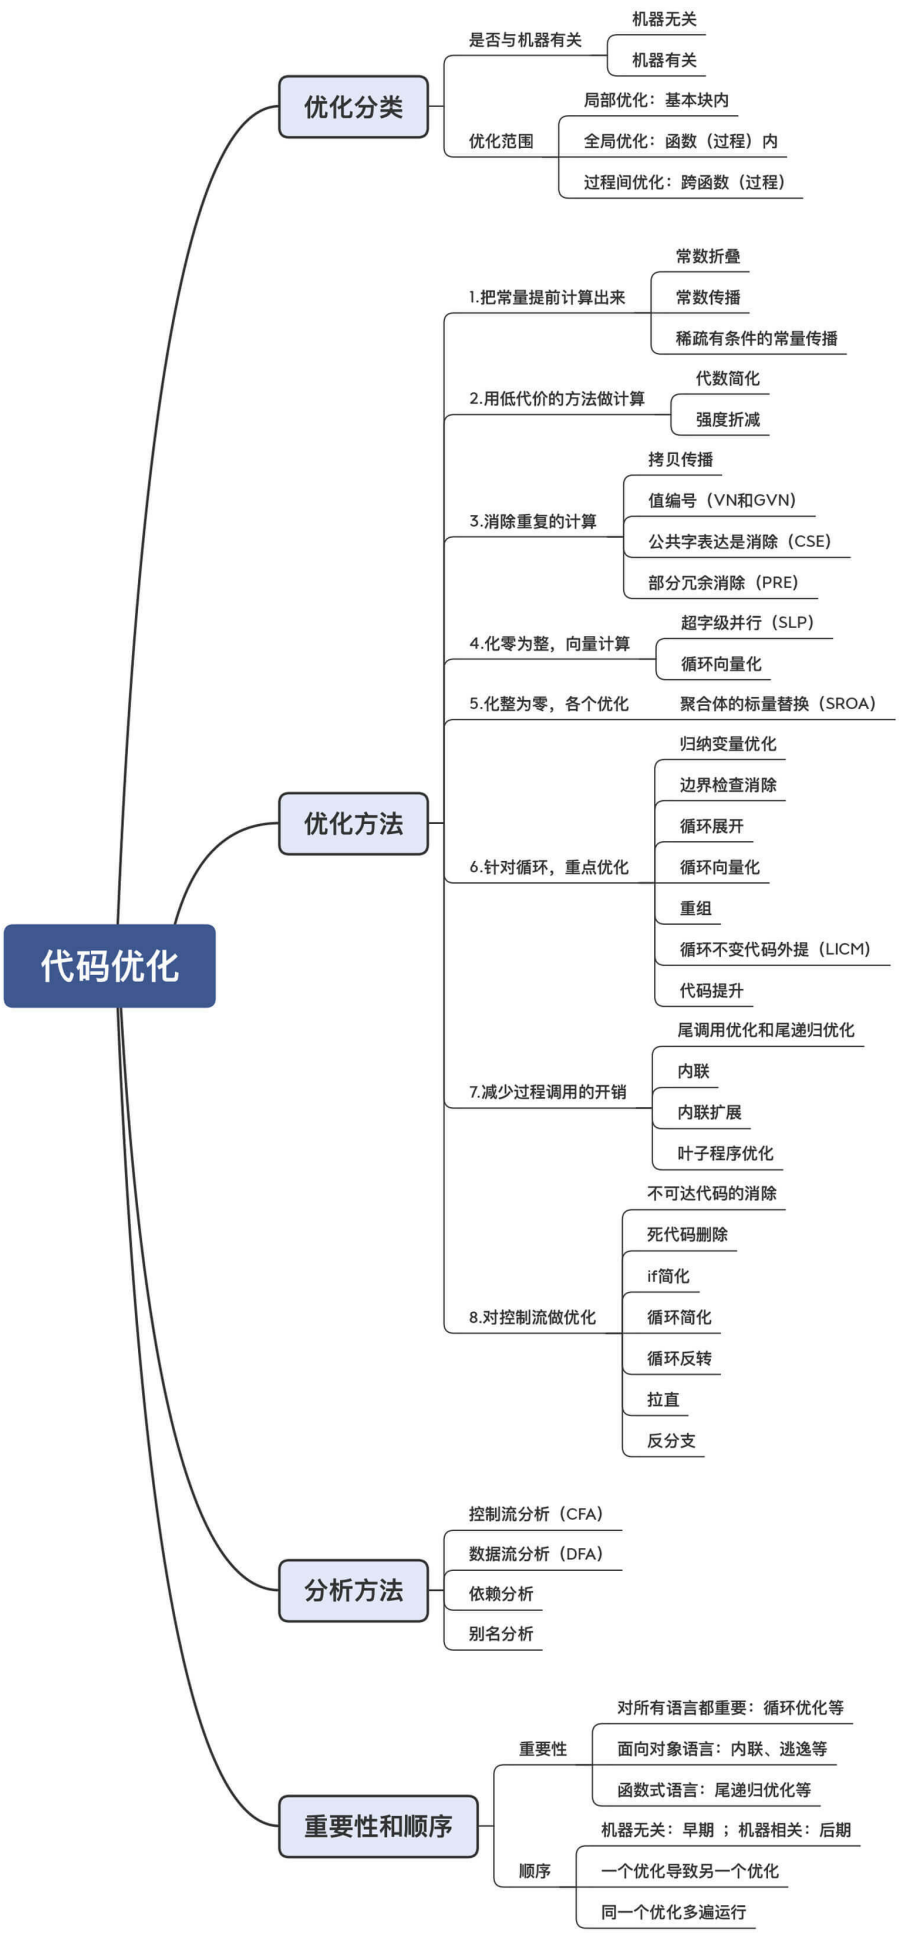 代码优化
优化分类
是否与机器有关
机器无关
机器有关
优化范围
局部优化：基本块内
全局优化：函数（过程）内
过程间优化：跨函数（过程）
优化方法
1.把常量提前计算出来
常数折叠
常数传播
稀疏有条件的常量传播
2.用低代价的方法做计算
代数简化
强度折减
3.消除重复的计算
拷贝传播
值编号（VN和GVN）
公共字表达是消除（CSE）
部分冗余消除（PRE）
4.化零为整，向量计算
超字级并行（SLP）
循环向量化
5.化整为零，各个优化
聚合体的标量替换（SROA）
6.针对循环，重点优化
归纳变量优化
边界检查消除
循环展开
循环向量化
重组
循环不变代码外提（LICM）
代码提升
7.减少过程调用的开销
尾调用优化和尾递归优化
内联
内联扩展
叶子程序优化
8.对控制流做优化
不可达代码的消除
死代码删除
if简化
循环简化
循环反转
拉直
反分支
分析方法
控制流分析（CFA）
数据流分析（DFA）
依赖分析
别名分析
重要性和顺序
重要性
对所有语言都重要：循环优化等
面向对象语言：内联、逃逸等
函数式语言：尾递归优化等
顺序
机器无关：早期 ；机器相关：后期
一个优化导致另一个优化
同一个优化多遍运行